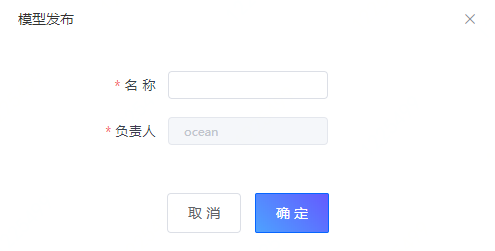 模型发布
* 名 称
* 负责人 ocean
取 消 确 定